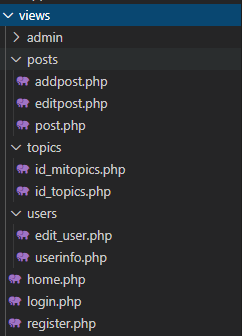 views
admin
posts
addpost.php
editpost.php
post.php
topics
id_mitopics.php
id_topics.php
users
edit_user.php
userinfo.php
home.php
login.php
register.php